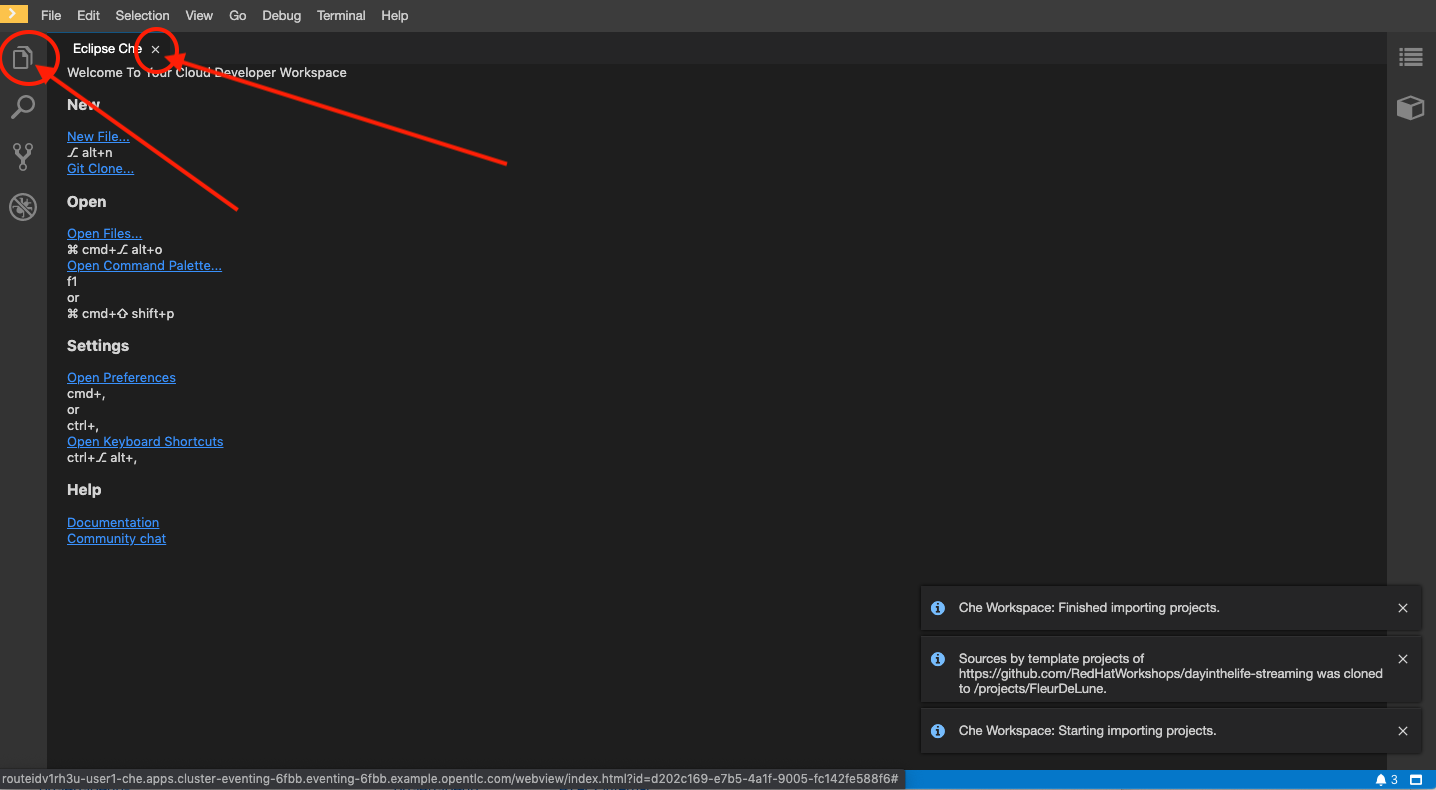 File Edit Selection View Go Debug Terminal Help
Eclipse Che ×
Welcome To Your Cloud Developer Workspace
New
New File...
⌥ alt+n
Git Clone...
Open
Open Files...
⌘ cmd+⌥ alt+o
Open Command Palette...
f1
or
⌘ cmd+⇧ shift+p
Settings
Open Preferences
cmd+,
or
ctrl+,
Open Keyboard Shortcuts
ctrl+⌥ alt+,
Help
Documentation
Community chat
Che Workspace: Finished importing projects.
Sources by template projects of
https://github.com/RedHatWorkshops/dayinthelife-streaming was cloned
to /projects/FleurDeLune.
Che Workspace: Starting importing projects.
routeidv1rh3u-user1-che.apps.cluster-eventing-6fbb.eventing-6fbb.example.opentlc.com/webview/index.html?id=d202c169-e7b5-4a1f-9005-fc142fe588f6#
3